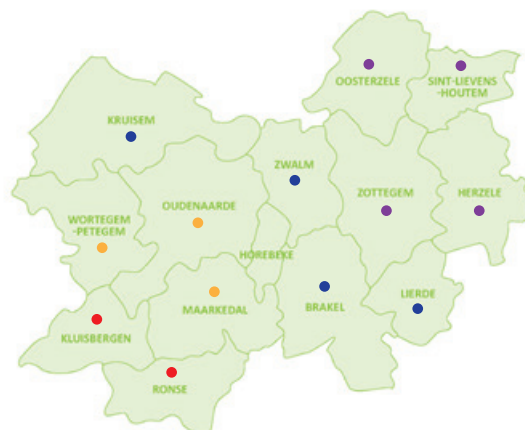 OOSTERZELE
SINT-LIEVENS
-HOUTEM
KRUISEM
ZWALM
ZOTTEGEM
HERZELE
OUDENAARDE
WORTEGEM
-PETEGEM
HOREBEKE
MAARKEDAL
BRAKEL
LIERDE
KLUISBERGEN
RONSE